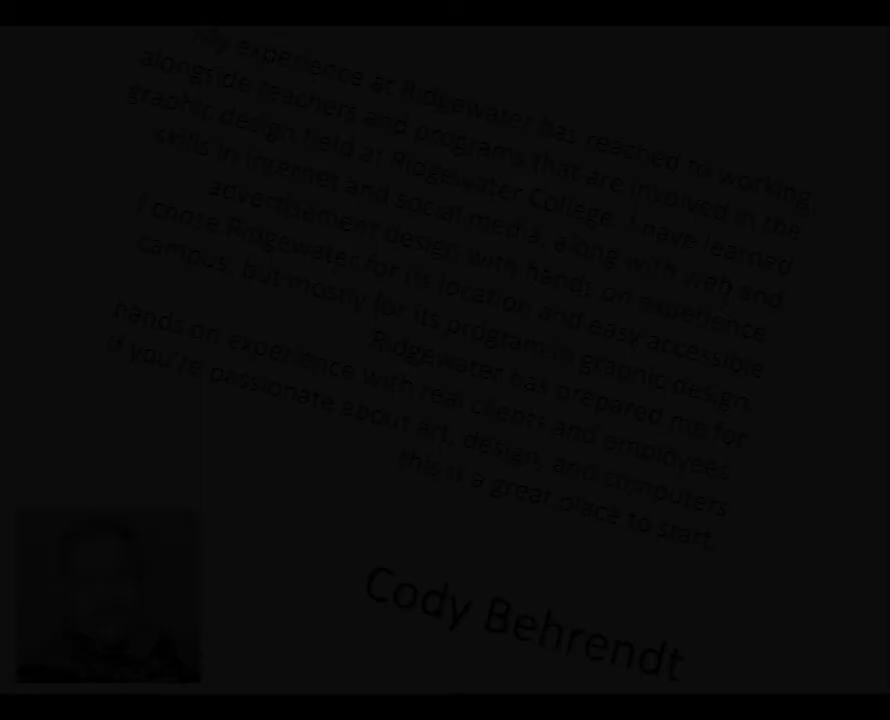 My experience at Ridgewater has reached to working
alongside teachers and programs that are involved in the
graphic design field at Ridgewater College. I have learned
skills in internet and social media, along with web and
advertisement design with hands on experience
I chose Ridgewater for its location and easy accessible
campus, but mostly for its program in graphic design.
Ridgewater has prepared me for
hands on experience with real clients and employees
If you're passionate about art, design, and computers
this is a great place to start.
Cody Behrendt